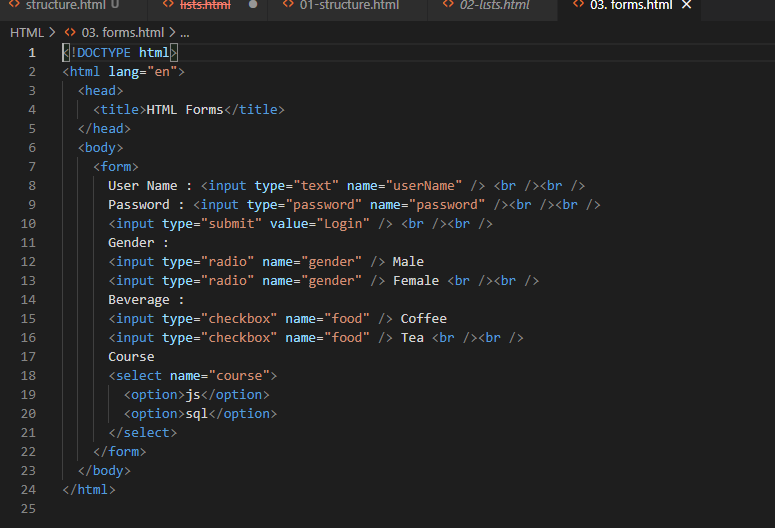 structure.html U lists.html 01-structure.html 02-lists.html 03. forms.html
HTML > 03. forms.html > ...
1 <!DOCTYPE html>
2 <html lang="en">
3 <head>
4 <title>HTML Forms</title>
5 </head>
6 <body>
7 <form>
8 User Name : <input type="text" name="userName" /> <br /><br />
9 Password : <input type="password" name="password" /><br /><br />
10 <input type="submit" value="Login" /> <br /><br />
11 Gender :
12 <input type="radio" name="gender" /> Male
13 <input type="radio" name="gender" /> Female <br /><br />
14 Beverage :
15 <input type="checkbox" name="food" /> Coffee
16 <input type="checkbox" name="food" /> Tea <br /><br />
17 Course
18 <select name="course">
19 <option>js</option>
20 <option>sql</option>
21 </select>
22 </form>
23 </body>
24 </html>
25